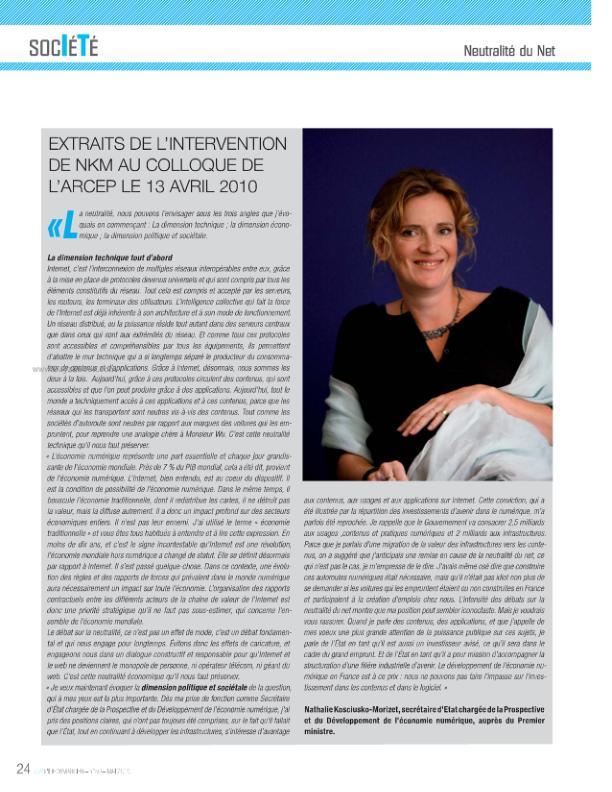 SOCIÉTÉ
Neutralité du Net
EXTRAITS DE L'INTERVENTION
DE NKM AU COLLOQUE DE
L'ARCEP LE 13 AVRIL 2010
«La neutralité, nous pouvons l'envisager sous les trois angles que j'évo-
quais en commençant : La dimension technique ; la dimension écono-
mique ; la dimension politique et sociétale.
La dimension technique tout d'abord
Internet, c'est l'interconnexion de multiples réseaux interopérables entre eux, grâce
à la mise en place de protocoles devenus universels et qui sont compris par tous les
éléments constitutifs du réseau. Tout cela est compris et accepté par les serveurs,
les routeurs, les terminaux des utilisateurs. L'intelligence collective qui fait la force
de l'Internet est déjà inhérente à son architecture et à son mode de fonctionnement.
Un réseau distribué, ou la puissance réside tout autant dans des serveurs centraux
que dans ceux qui sont aux extrémités du réseau. Et comme tous ces protocoles
sont accessibles et compréhensibles par tous les équipements, ils permettent
d'abattre le mur technique qui a si longtemps séparé le producteur du consomma-
teur de contenus et d'applications. Grâce à Internet, désormais, nous sommes les
deux à la fois. Aujourd'hui, grâce à ces protocoles circulent des contenus, qui sont
accessibles et que l'on peut produire grâce à des applications. Aujourd'hui, tout le
monde a techniquement accès à ces applications et à ces contenus, parce que les
réseaux qui les transportent sont neutres vis-à-vis des contenus. Tout comme les
sociétés d'autoroute sont neutres par rapport aux marques des voitures qui les em-
pruntent, pour reprendre une analogie chère à Monsieur Wu. C'est cette neutralité
technique qu'il nous faut préserver.
« L'économie numérique représente une part essentielle et chaque jour grandis-
sante de l'économie mondiale. Près de 7 % du PIB mondial, cela a été dit, provient
de l'économie numérique. L'Internet, bien entendu, est au coeur du dispositif. Il
est la condition de possibilité de l'économie numérique. Dans le même temps, il
bouscule l'économie traditionnelle, dont il redistribue les cartes, il ne détruit pas
la valeur, mais la diffuse autrement. Il a donc un impact profond sur des secteurs
économiques entiers. Il n'est pas leur ennemi. J'ai utilisé le terme « économie
traditionnelle » et vous êtes tous habitués à entendre et à lire cette expression. En
moins de dix ans, et c'est le signe incontestable qu'Internet est une révolution,
l'économie mondiale hors numérique a changé de statut. Elle se définit désormais
par rapport à Internet. Il s'est passé quelque chose. Dans ce contexte, une évolu-
tion des règles et des rapports de forces qui prévalent dans le monde numérique
aura nécessairement un impact sur toute l'économie. L'organisation des rapports
contractuels entre les différents acteurs de la chaîne de valeur de l'Internet est
donc une priorité stratégique qu'il ne faut pas sous-estimer, qui concerne l'en-
semble de l'économie mondiale.
Le débat sur la neutralité, ce n'est pas un effet de mode, c'est un débat fondamen-
tal et qui nous engage pour longtemps. Evitons donc les effets de caricature, et
engageons nous dans un dialogue constructif et responsable pour qu'Internet et
le web ne deviennent le monopole de personne, ni opérateur télécom, ni géant du
web. C'est cette neutralité économique qu'il nous faut préserver.
« Je veux maintenant évoquer la dimension politique et sociétale de la question,
qui à mes yeux est la plus importante. Dès ma prise de fonction comme Secrétaire
d'Etat chargée de la Prospective et du Développement de l'économie numérique, j'ai
pris des positions claires, qui n'ont pas toujours été comprises, sur le fait qu'il fallait
que l'État, tout en continuant à développer les infrastructures, s'intéresse d'avantage
aux contenus, aux usages et aux applications sur Internet. Cette conviction, qui a
été illustrée par la répartition des investissements d'avenir dans le numérique, m'a
parfois été reprochée. Je rappelle que le Gouvernement va consacrer 2,5 milliards
aux usages ,contenus et pratiques numériques et 2 milliards aux infrastructures.
Parce que je parlais d'une migration de la valeur des infrastructures vers les conte-
nus, on a suggéré que j'anticipais une remise en cause de la neutralité du net, ce
qui n'est pas le cas, je m'empresse de le dire. J'avais même osé dire que construire
ces autoroutes numériques était nécessaire, mais qu'il n'était pas idiot non plus de
se demander si les voitures qui les empruntent étaient ou non construites en France
et participaient à la création d'emplois chez nous. L'intensité des débats sur la
neutralité du net montre que ma position peut sembler iconoclaste. Mais je voudrais
vous rassurer. Quand je parle des contenus, des applications, et que j'appelle de
mes voeux une plus grande attention de la puissance publique sur ces sujets, je
parle de l'Etat en tant qu'il est aussi un investisseur avisé, ce qu'il sera dans le
cadre du grand emprunt. Et de l'Etat en tant qu'il a pour mission d'accompagner la
structuration d'une filière industrielle d'avenir. Le développement de l'économie nu-
mérique en France est à ce prix : nous ne pouvons pas faire l'impasse sur l'inves-
tissement dans les contenus et dans le logiciel. »
Nathalie Kosciusko-Morizet, secrétaire d'Etat chargée de la Prospective
et du Développement de l'économie numérique, auprès du Premier
ministre.
24